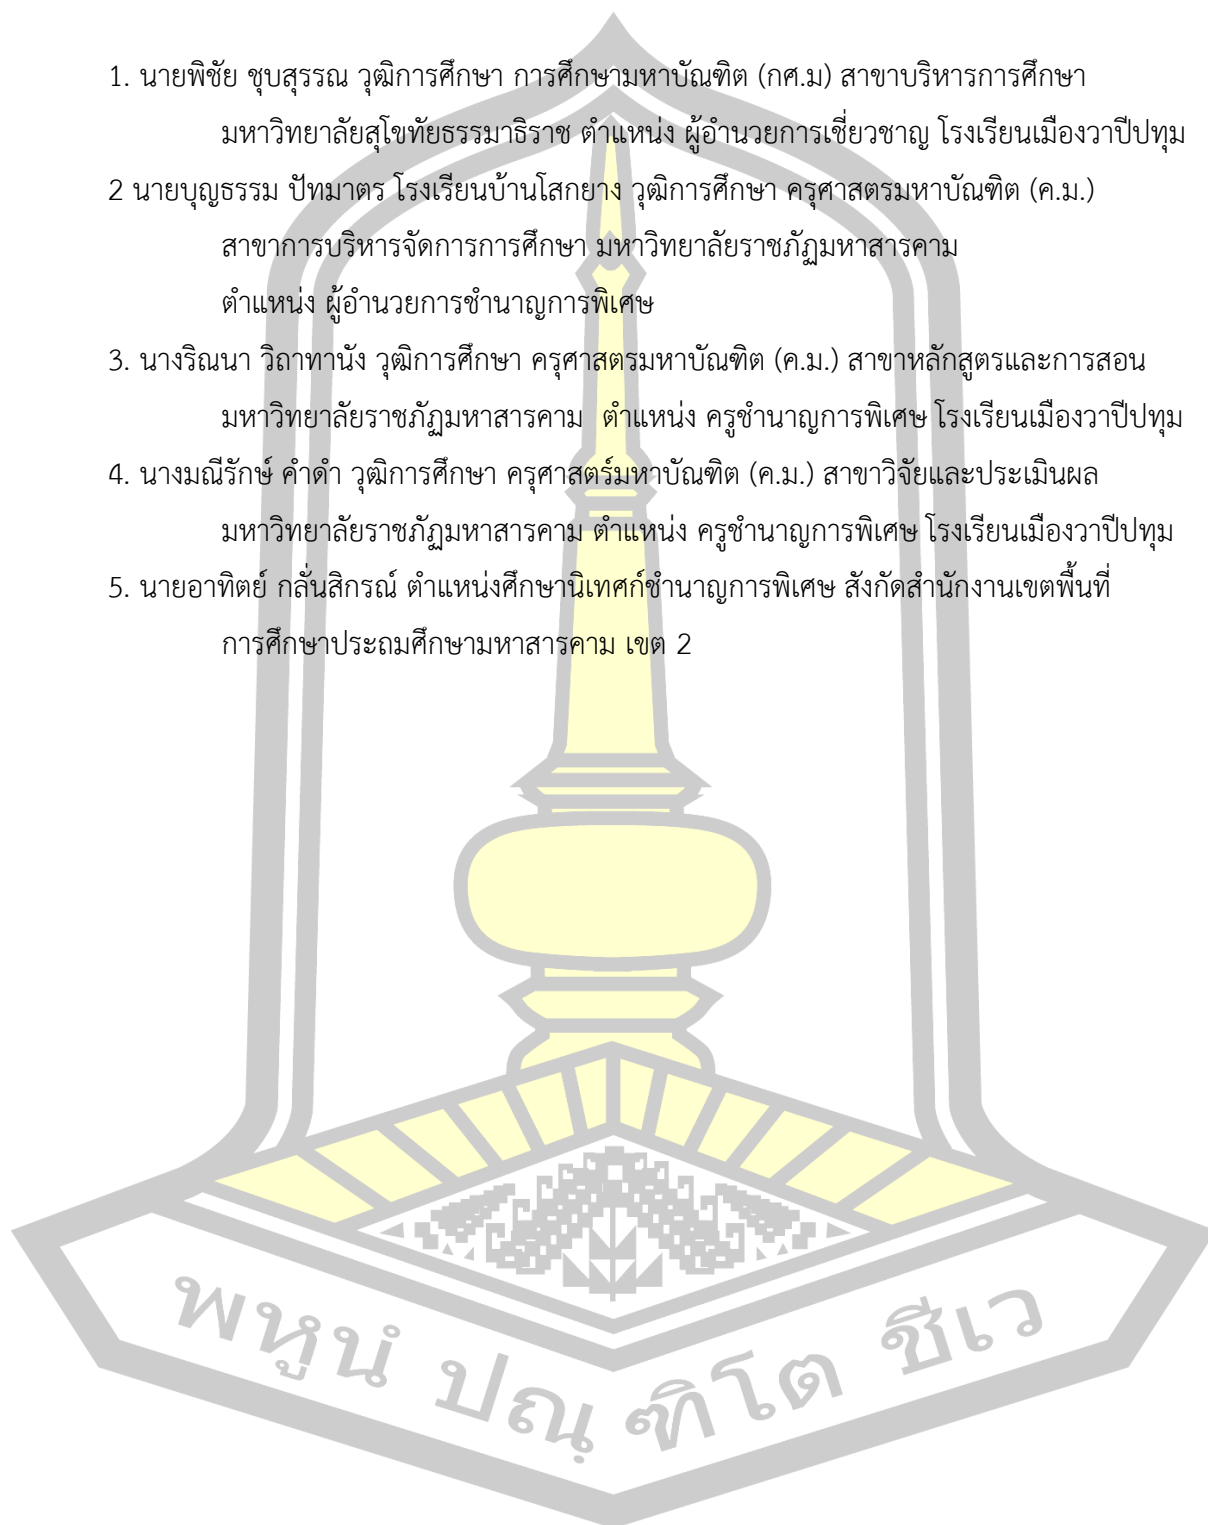 1. นายพิชัย ชุบสุรรณ วุฒิการศึกษา การศึกษามหาบัณฑิต (กศ.ม) สาขาบริหารการศึกษา
มหาวิทยาลัยสุโขทัยธรรมาธิราช ตำแหน่ง ผู้อำนวยการเชี่ยวชาญ โรงเรียนเมืองวาปีปทุม
2 นายบุญธรรม ปัทมาตร โรงเรียนบ้านโสกยาง วุฒิการศึกษา ครุศาสตรมหาบัณฑิต (ค.ม.)
สาขาการบริหารจัดการการศึกษา มหาวิทยาลัยราชภัฏมหาสารคาม
ตำแหน่ง ผู้อำนวยการชำนาญการพิเศษ
3. นางริณนา วิถาทานัง วุฒิการศึกษา ครุศาสตรมหาบัณฑิต (ค.ม.) สาขาหลักสูตรและการสอน
มหาวิทยาลัยราชภัฏมหาสารคาม ตำแหน่ง ครูชำนาญการพิเศษ โรงเรียนเมืองวาปีปทุม
4. นางมณีรักษ์ คำดำ วุฒิการศึกษา ครุศาสตร์มหาบัณฑิต (ค.ม.) สาขาวิจัยและประเมินผล
มหาวิทยาลัยราชภัฏมหาสารคาม ตำแหน่ง ครูชำนาญการพิเศษ โรงเรียนเมืองวาปีปทุม
5. นายอาทิตย์ กลั่นสิกรณ์ ตำแหน่งศึกษานิเทศก์ชำนาญการพิเศษ สังกัดสำนักงานเขตพื้นที่
การศึกษาประถมศึกษามหาสารคาม เขต 2
พหูนํ ปณฺ ฑิโต ชีเว